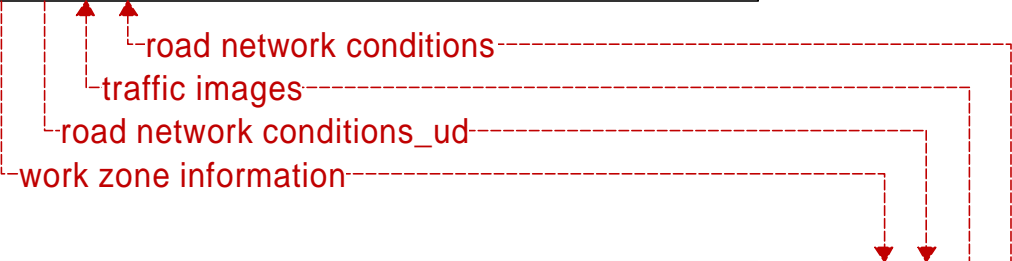 road network conditions
traffic images
road network conditions_ud
work zone information